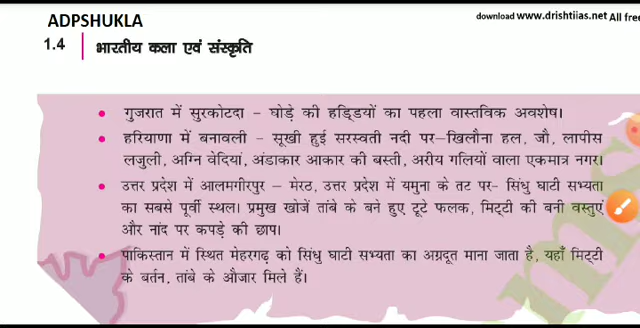 ADPSHUKLA
download www.drishtiias.net All free
1.4 भारतीय कला एवं संस्कृति
• गुजरात में सुरकोटदा - घोड़े की हड्डियों का पहला वास्तविक अवशेष।
• हरियाणा में बनावली - सूखी हुई सरस्वती नदी पर-खिलौना हल, जौ, लापीस
लजुली, अग्नि वेदियां, अंडाकार आकार की बस्ती, अरीय गलियों वाला एकमात्र नगर।
• उत्तर प्रदेश में आलमगीरपुर - मेरठ, उत्तर प्रदेश में यमुना के तट पर- सिंधु घाटी सभ्यता
का सबसे पूर्वी स्थल। प्रमुख खोजें तांबे के बने हुए टूटे फलक, मिट्टी की बनी वस्तुएं
और नांद पर कपड़े की छाप।
• पाकिस्तान में स्थित मेहरगढ़ को सिंधु घाटी सभ्यता का अग्रदूत माना जाता है, यहाँ मिट्टी
के बर्तन, तांबे के औजार मिले हैं।